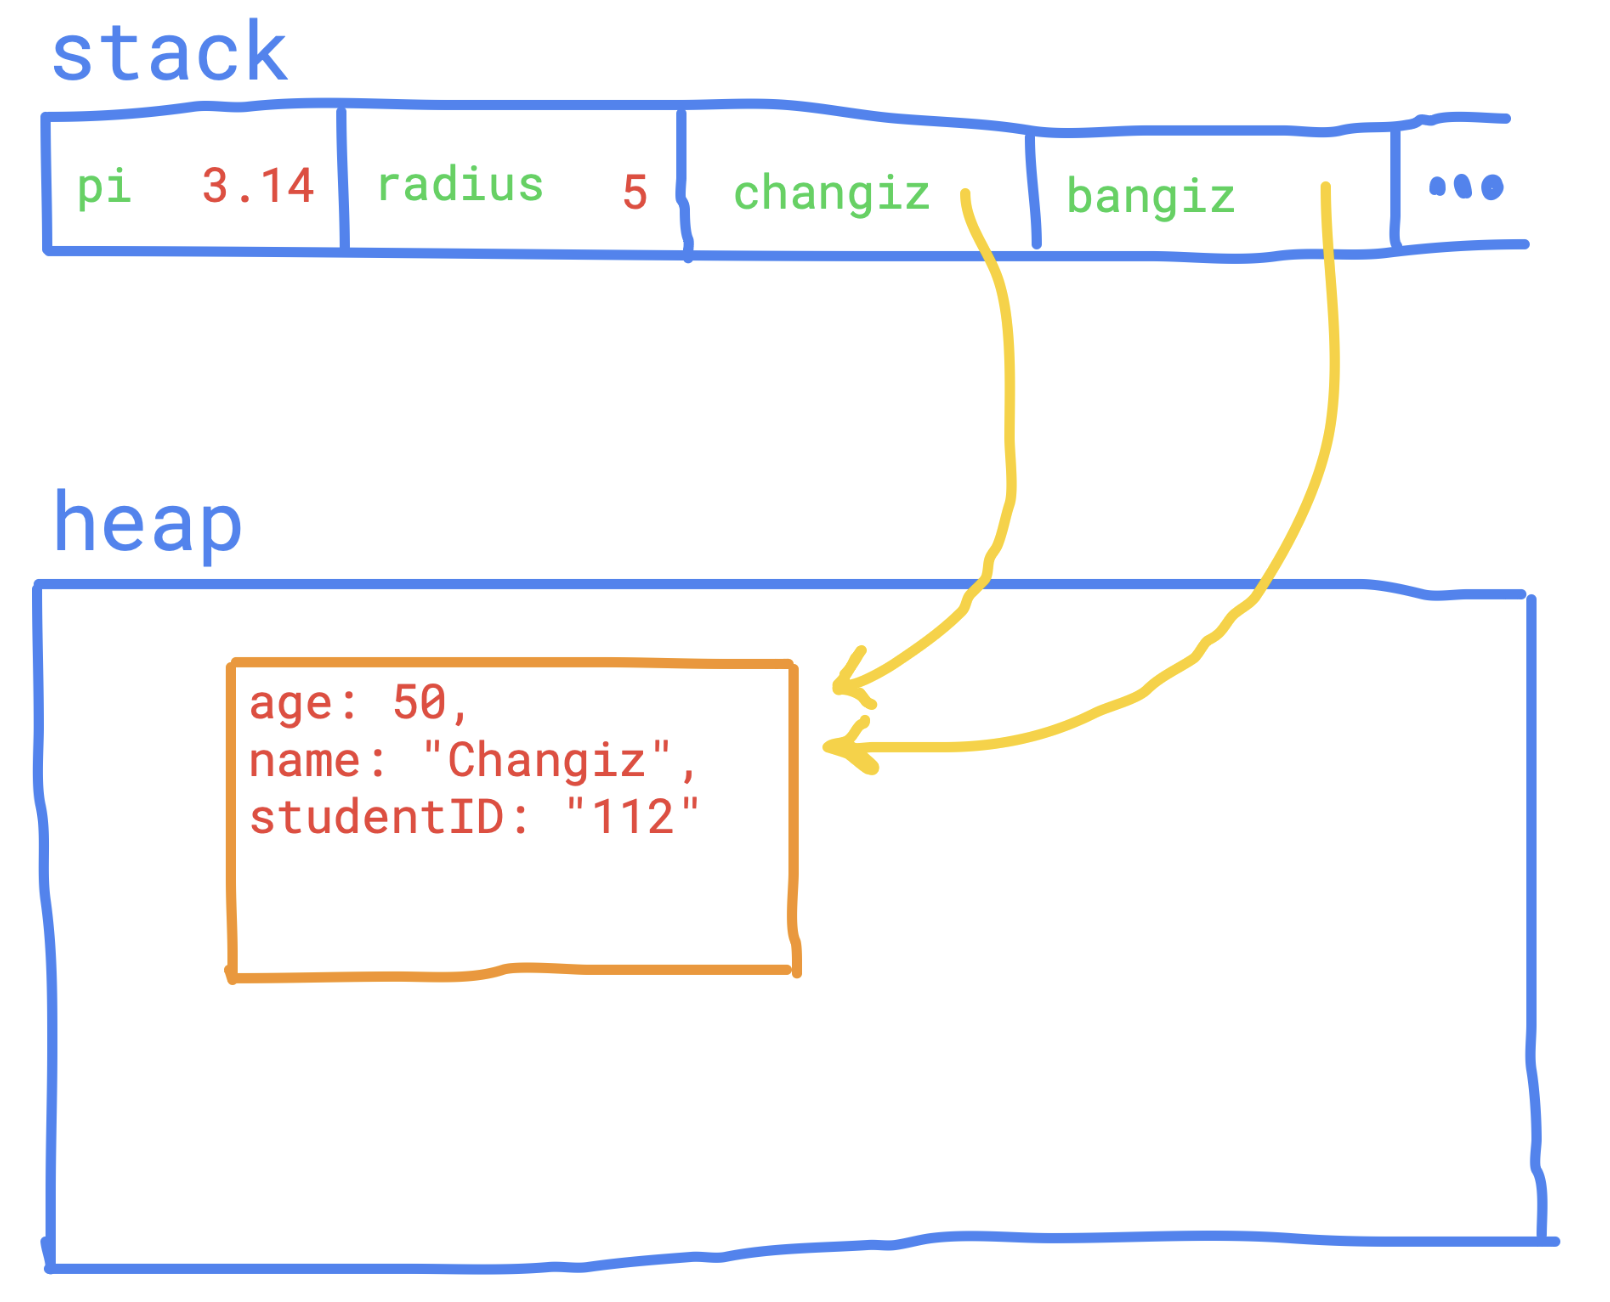 stack
pi 3.14 radius 5 changiz bangiz ...
heap
age: 50,
name: "Changiz",
studentID: "112"